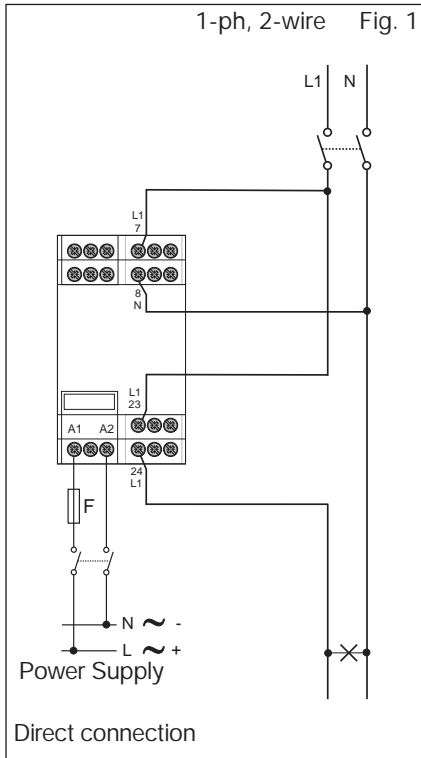 1-ph, 2-wire Fig. 1
L1 N
L1
7
8
N
L1
23
A1 A2
24
L1
F
N ~ -
L ~ +
Power Supply
Direct connection